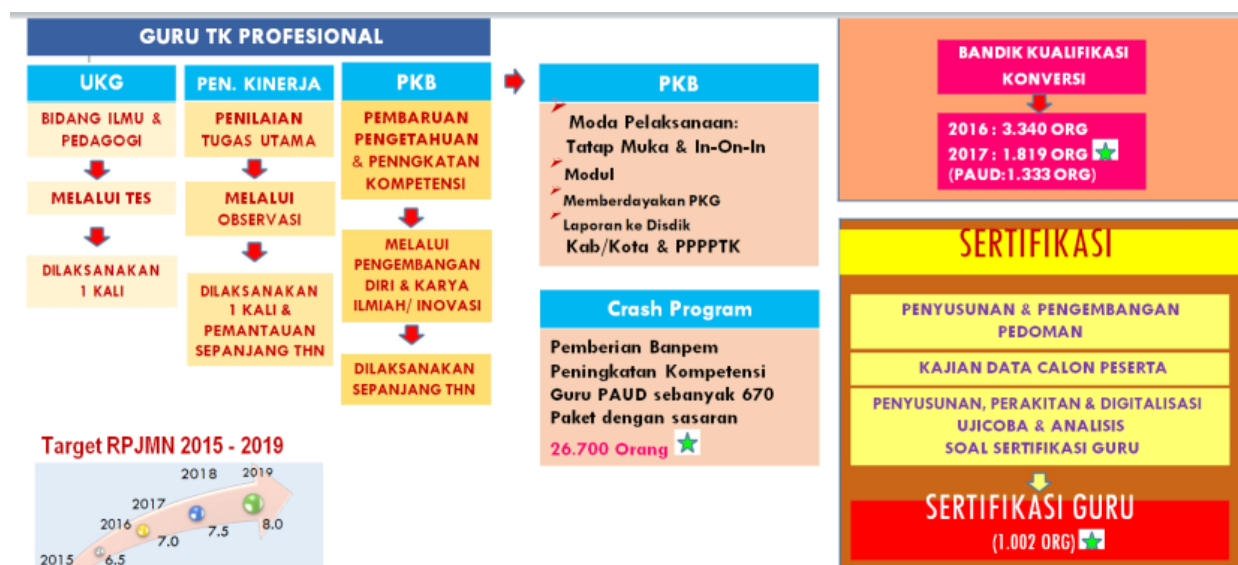 GURU TK PROFESIONAL
UKG
BIDANG ILMU &
PEDAGOGI
MELALUI TES
DILAKSANAKAN
1 KALI
PEN. KINERJA
PENILAIAN
TUGAS UTAMA
MELALUI
OBSERVASI
DILAKSANAKAN
1 KALI &
PEMANTAUAN
SEPANJANG THN
PKB
PEMBARUAN
PENGETAHUAN
& PENNGKATAN
KOMPETENSI
MELALUI
PENGEMBANGAN
DIRI & KARYA
ILMIAH/ INOVASI
DILAKSANAKAN
SEPANJANG THN
PKB
Moda Pelaksanaan:
Tatap Muka & In-On-In
Modul
Memberdayakan PKG
Laporan ke Disdik
Kab/Kota & PPPPTK
Crash Program
Pemberian Banpem
Peningkatan Kompetensi
Guru PAUD sebanyak 670
Paket dengan sasaran
26.700 Orang
BANDIK KUALIFIKASI
KONVERSI
2016 : 3.340 ORG
2017 : 1.819 ORG
(PAUD:1.333 ORG)
SERTIFIKASI
PENYUSUNAN & PENGEMBANGAN
PEDOMAN
KAJIAN DATA CALON PESERTA
PENYUSUNAN, PERAKITAN & DIGITALISASI
UJICOBA & ANALISIS
SOAL SERTIFIKASI GURU
SERTIFIKASI GURU
(1.002 ORG)
Target RPJMN 2015 - 2019
2018 2019
2017
2016 8.0
7.5
7.0
2015 6.5